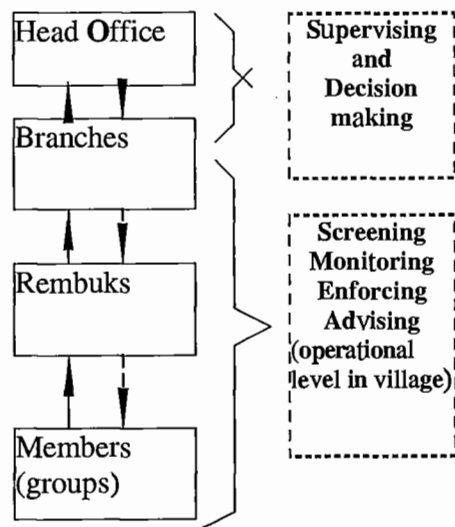 Head Office
Branches
Rembuks
Members
(groups)
Supervising
and
Decision
making
Screening
Monitoring
Enforcing
Advising
(operational
level in village)